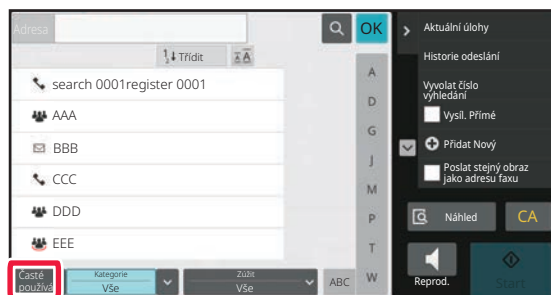 Adresa
OK
Třídit
search 0001register 0001
AAA
BBB
CCC
DDD
EEE
A
D
G
J
M
P
T
W
Časté
používá
Kategorie
Vše
Zúžit
Vše
ABC
Aktuální úlohy
Historie odeslání
Vyvolat číslo
vyhledání
Vysíl. Přímé
Přidat Nový
Poslat stejný obraz
jako adresu faxu
Náhled
CA
Reprod.
Start